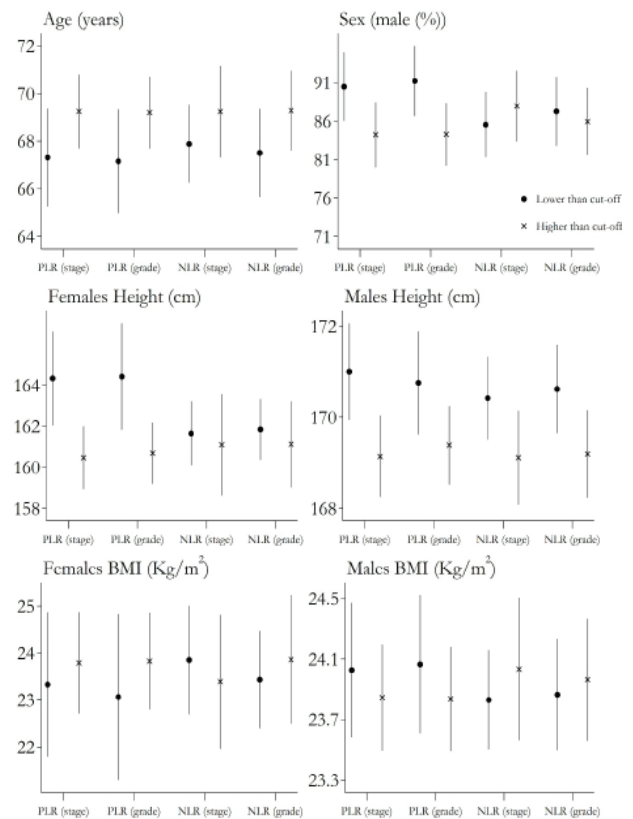 Age (years)
72
70
68
66
64
PLR (stage) PLR (grade) NLR (stage) NLR (grade)
Sex (male (%))
91
86
81
76
71
Lower than cut-off
Higher than cut-off
PLR (stage) PLR (grade) NLR (stage) NLR (grade)
Females Height (cm)
164
162
160
158
PLR (stage) PLR (grade) NLR (stage) NLR (grade)
Males Height (cm)
172
170
168
PLR (stage) PLR (grade) NLR (stage) NLR (grade)
Females BMI (Kg/m²)
25
24
23
22
PLR (stage) PLR (grade) NLR (stage) NLR (grade)
Males BMI (Kg/m²)
24.5
24.1
23.7
23.3
PLR (stage) PLR (grade) NLR (stage) NLR (grade)